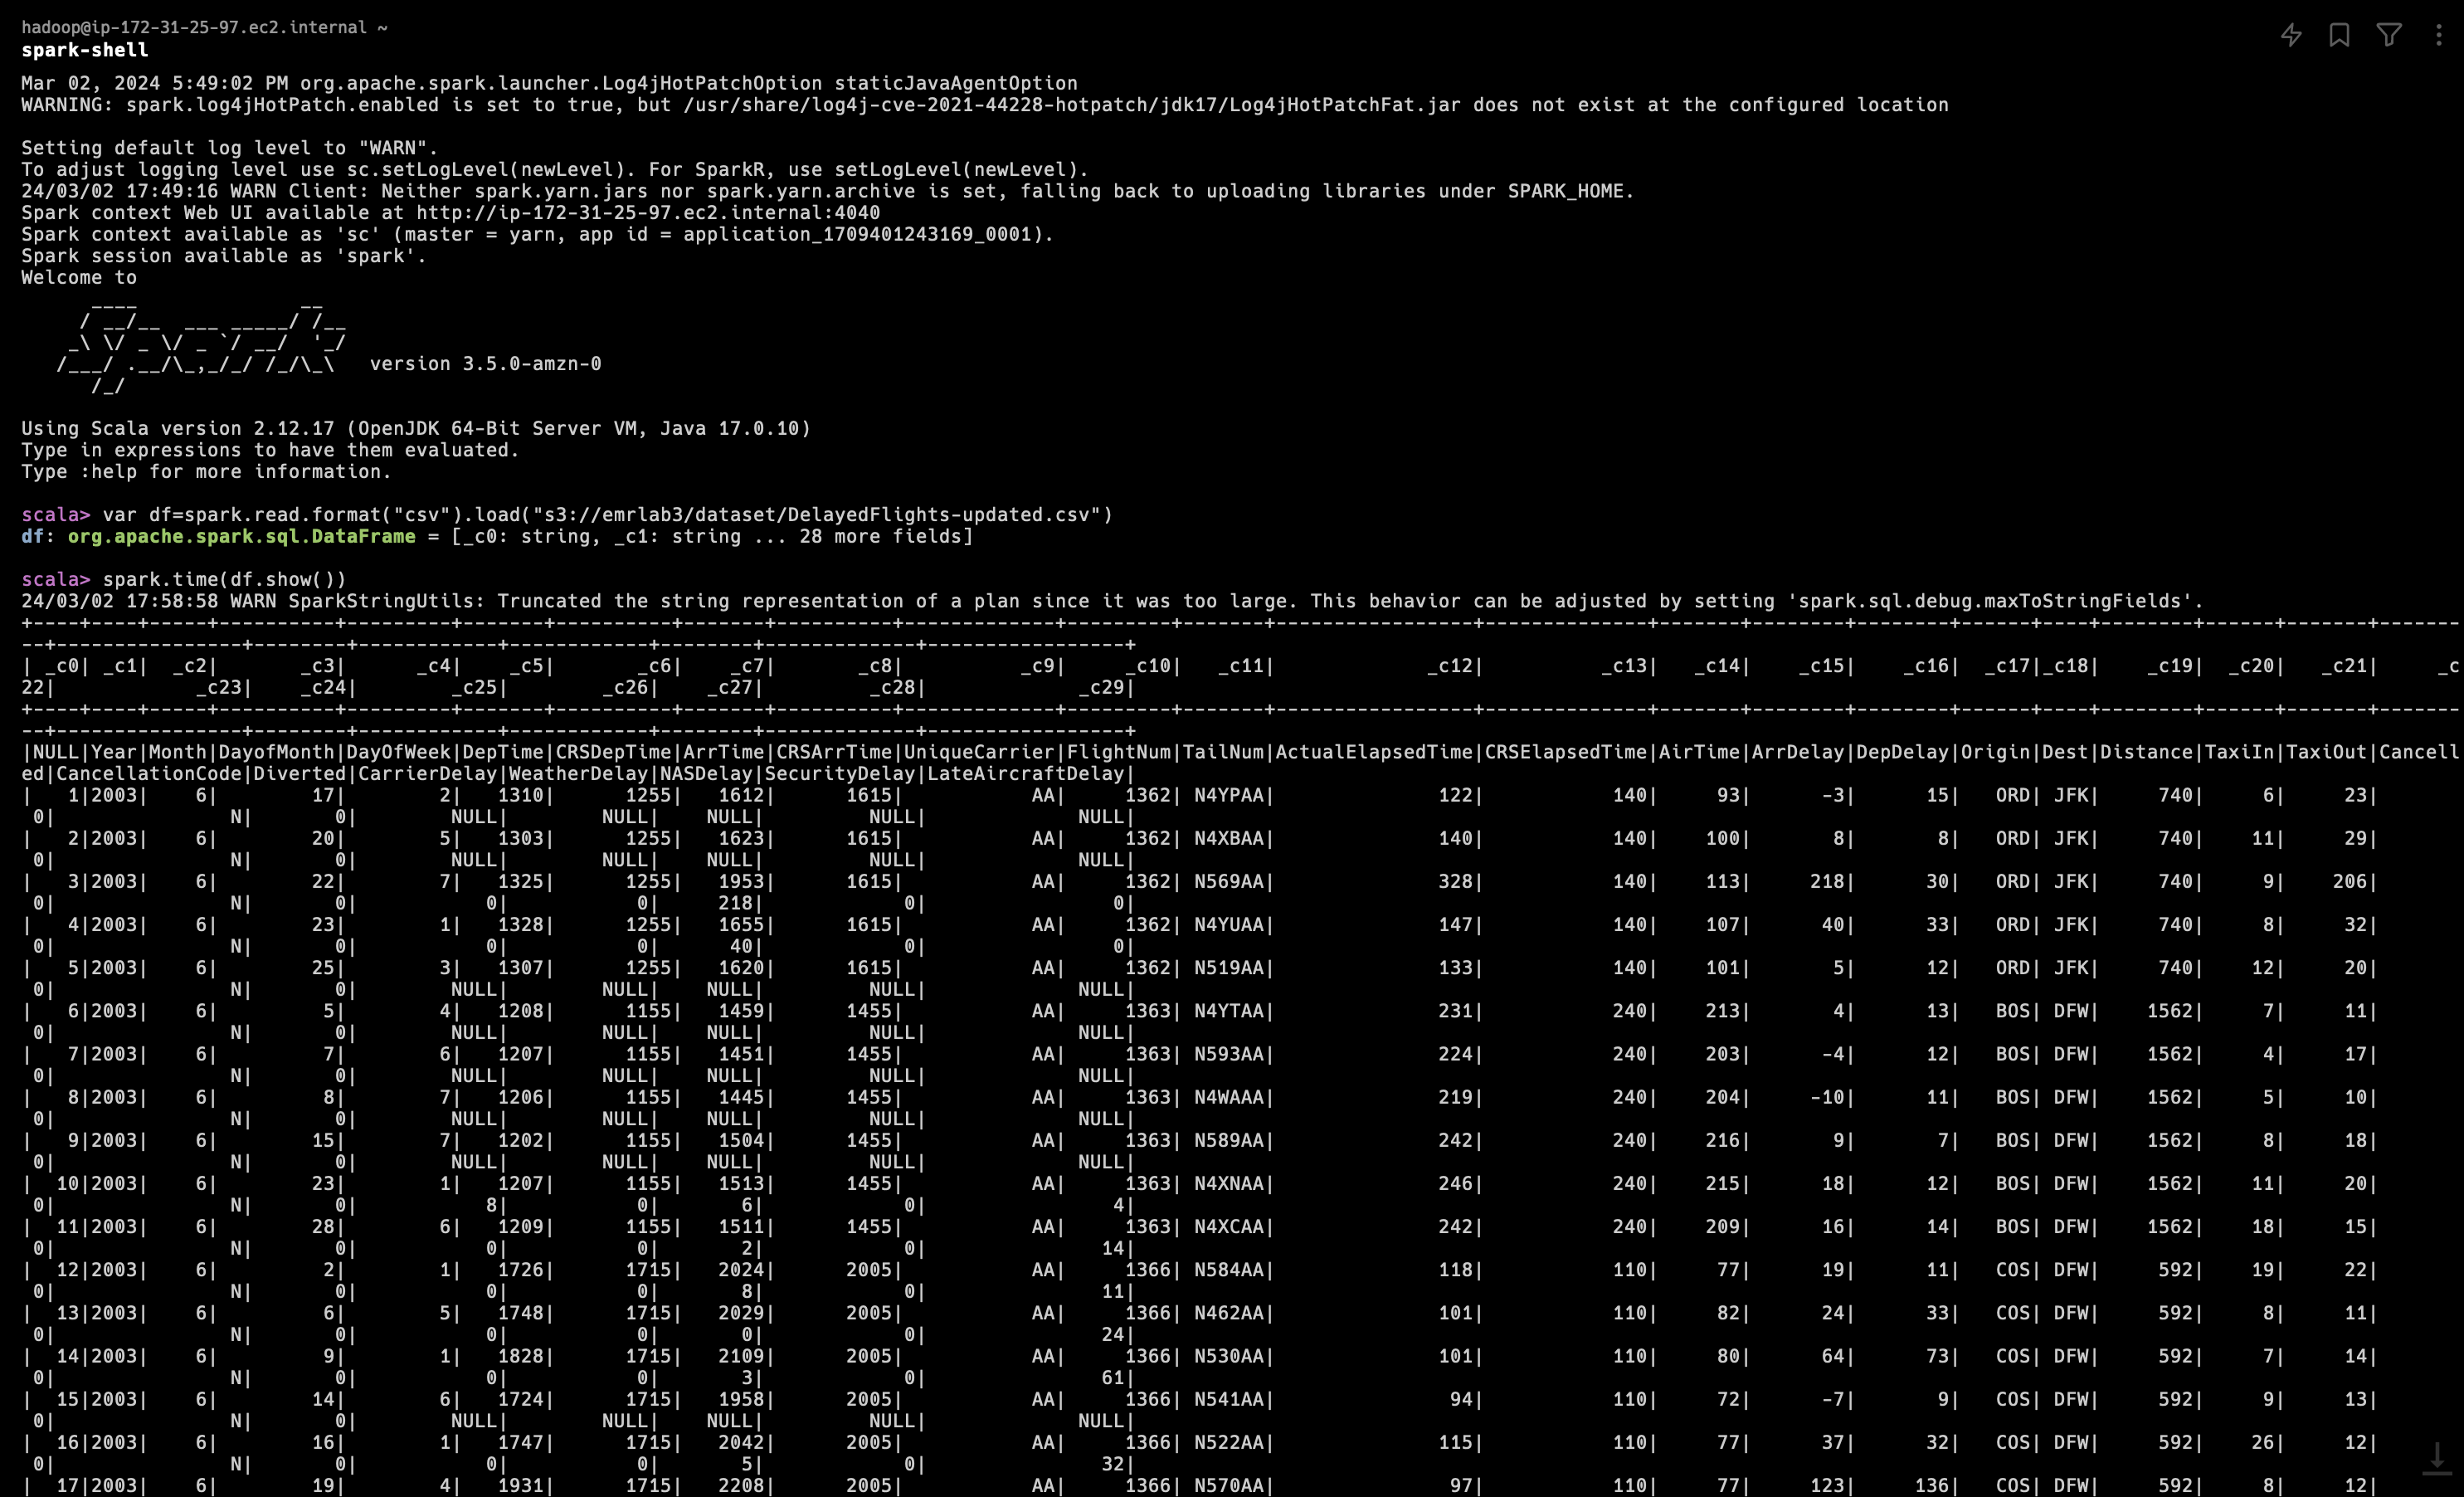 hadoop@ip-172-31-25-97.ec2.internal ~
spark-shell
Mar 02, 2024 5:49:02 PM org.apache.spark.launcher.Log4jHotPatchOption staticJavaAgentOption
WARNING: spark.log4jHotPatch.enabled is set to true, but /usr/share/log4j-cve-2021-44228-hotpatch/jdk17/Log4jHotPatchFat.jar does not exist at the configured location
Setting default log level to "WARN".
To adjust logging level use sc.setLogLevel(newLevel). For SparkR, use setLogLevel(newLevel).
24/03/02 17:49:16 WARN Client: Neither spark.yarn.jars nor spark.yarn.archive is set, falling back to uploading libraries under SPARK_HOME.
Spark context Web UI available at http://ip-172-31-25-97.ec2.internal:4040
Spark context available as 'sc' (master = yarn, app id = application_1709401243169_0001).
Spark session available as 'spark'.
Welcome to
      ____              __
     / __/__  ___ _____/ /__
    _\ \/ _ \/ _ `/ __/  '_/
   /___/ .__/\_,_/_/ /_/\_\   version 3.5.0-amzn-0
      /_/
Using Scala version 2.12.17 (OpenJDK 64-Bit Server VM, Java 17.0.10)
Type in expressions to have them evaluated.
Type :help for more information.
scala> var df=spark.read.format("csv").load("s3://emrlab3/dataset/DelayedFlights-updated.csv")
df: org.apache.spark.sql.DataFrame = [_c0: string, _c1: string ... 28 more fields]
scala> spark.time(df.show())
24/03/02 17:58:58 WARN SparkStringUtils: Truncated the string representation of a plan since it was too large. This behavior can be adjusted by setting 'spark.sql.debug.maxToStringFields'.
+----+----+-----+----------+---------+-------+----------+-------+----------+-------------+---------+-------+-----------------+--------------+-------+--------+--------+------+----+--------+------+-------+-------
--+----------------+--------+------------+------------+--------+-------------+-----------------+
| _c0| _c1|  _c2|       _c3|      _c4|    _c5|       _c6|    _c7|       _c8|          _c9|     _c10|   _c11|             _c12|          _c13|   _c14|    _c15|    _c16|  _c17|_c18|    _c19|  _c20|   _c21|     _c
22|            _c23|    _c24|        _c25|        _c26|    _c27|         _c28|             _c29|
+----+----+-----+----------+---------+-------+----------+-------+----------+-------------+---------+-------+-----------------+--------------+-------+--------+--------+------+----+--------+------+-------+-------
--+----------------+--------+------------+------------+--------+-------------+-----------------+
|NULL|Year|Month|DayofMonth|DayOfWeek|DepTime|CRSDepTime|ArrTime|CRSArrTime|UniqueCarrier|FlightNum|TailNum|ActualElapsedTime|CRSElapsedTime|AirTime|ArrDelay|DepDelay|Origin|Dest|Distance|TaxiIn|TaxiOut|Cancell
ed|CancellationCode|Diverted|CarrierDelay|WeatherDelay|NASDelay|SecurityDelay|LateAircraftDelay|
| 1|2003| 6| 17| 2| 1310| 1255| 1612| 1615| AA| 1362| N4YPAA| 122| 140| 93| -3| 15| ORD| JFK| 740| 6| 23|
0| N| 0| NULL| NULL| NULL| NULL| NULL|
| 2|2003| 6| 20| 5| 1303| 1255| 1623| 1615| AA| 1362| N4XBAA| 140| 140| 100| 8| 8| ORD| JFK| 740| 11| 29|
0| N| 0| NULL| NULL| NULL| NULL| NULL|
| 3|2003| 6| 22| 7| 1325| 1255| 1953| 1615| AA| 1362| N569AA| 328| 140| 113| 218| 30| ORD| JFK| 740| 9| 206|
0| N| 0| 0| 0| 218| 0| 0|
| 4|2003| 6| 23| 1| 1328| 1255| 1655| 1615| AA| 1362| N4YUAA| 147| 140| 107| 40| 33| ORD| JFK| 740| 8| 32|
0| N| 0| 0| 0| 40| 0| 0|
| 5|2003| 6| 25| 3| 1307| 1255| 1620| 1615| AA| 1362| N519AA| 133| 140| 101| 5| 12| ORD| JFK| 740| 12| 20|
0| N| 0| NULL| NULL| NULL| NULL| NULL|
| 6|2003| 6| 5| 4| 1208| 1155| 1459| 1455| AA| 1363| N4YTAA| 231| 240| 213| 4| 13| BOS| DFW| 1562| 7| 11|
0| N| 0| NULL| NULL| NULL| NULL| NULL|
| 7|2003| 6| 7| 6| 1207| 1155| 1451| 1455| AA| 1363| N593AA| 224| 240| 203| -4| 12| BOS| DFW| 1562| 4| 17|
0| N| 0| NULL| NULL| NULL| NULL| NULL|
| 8|2003| 6| 8| 7| 1206| 1155| 1445| 1455| AA| 1363| N4WAAA| 219| 240| 204| -10| 11| BOS| DFW| 1562| 5| 10|
0| N| 0| NULL| NULL| NULL| NULL| NULL|
| 9|2003| 6| 15| 7| 1202| 1155| 1504| 1455| AA| 1363| N589AA| 242| 240| 216| 9| 7| BOS| DFW| 1562| 8| 18|
0| N| 0| NULL| NULL| NULL| NULL| NULL|
| 10|2003| 6| 23| 1| 1207| 1155| 1513| 1455| AA| 1363| N4XNAA| 246| 240| 215| 18| 12| BOS| DFW| 1562| 11| 20|
0| N| 0| 8| 0| 6| 0| 4|
| 11|2003| 6| 28| 6| 1209| 1155| 1511| 1455| AA| 1363| N4XCAA| 242| 240| 209| 16| 14| BOS| DFW| 1562| 18| 15|
0| N| 0| 0| 0| 2| 0| 14|
| 12|2003| 6| 2| 1| 1726| 1715| 2024| 2005| AA| 1366| N584AA| 118| 110| 77| 19| 11| COS| DFW| 592| 19| 22|
0| N| 0| 0| 0| 8| 0| 11|
| 13|2003| 6| 6| 5| 1748| 1715| 2029| 2005| AA| 1366| N462AA| 101| 110| 82| 24| 33| COS| DFW| 592| 8| 11|
0| N| 0| 0| 0| 0| 0| 24|
| 14|2003| 6| 9| 1| 1828| 1715| 2109| 2005| AA| 1366| N530AA| 101| 110| 80| 64| 73| COS| DFW| 592| 7| 14|
0| N| 0| 0| 0| 3| 0| 61|
| 15|2003| 6| 14| 6| 1724| 1715| 1958| 2005| AA| 1366| N541AA| 94| 110| 72| -7| 9| COS| DFW| 592| 9| 13|
0| N| 0| NULL| NULL| NULL| NULL| NULL|
| 16|2003| 6| 16| 1| 1747| 1715| 2042| 2005| AA| 1366| N522AA| 115| 110| 77| 37| 32| COS| DFW| 592| 26| 12|
0| N| 0| 0| 0| 5| 0| 32|
| 17|2003| 6| 19| 4| 1931| 1715| 2208| 2005| AA| 1366| N570AA| 97| 110| 77| 123| 136| COS| DFW| 592| 8| 12|